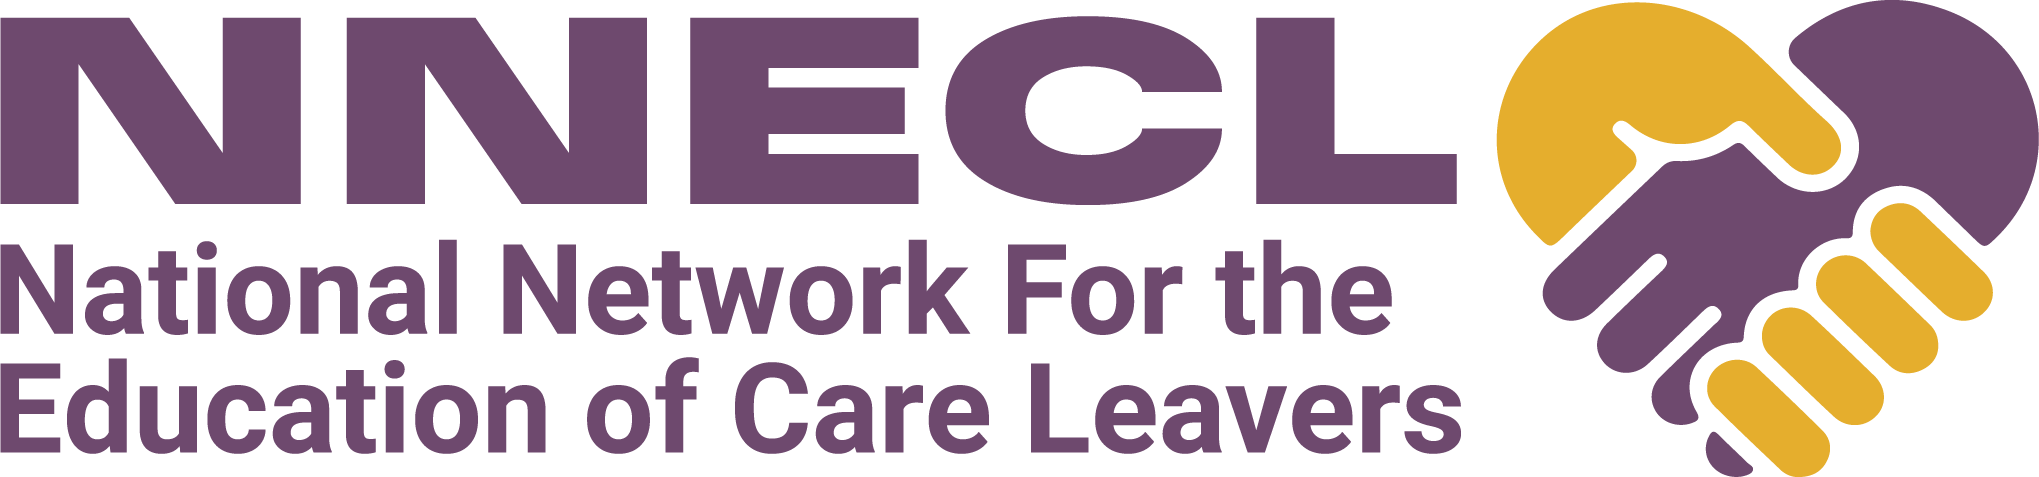 NNECL
National Network For the
Education of Care Leavers